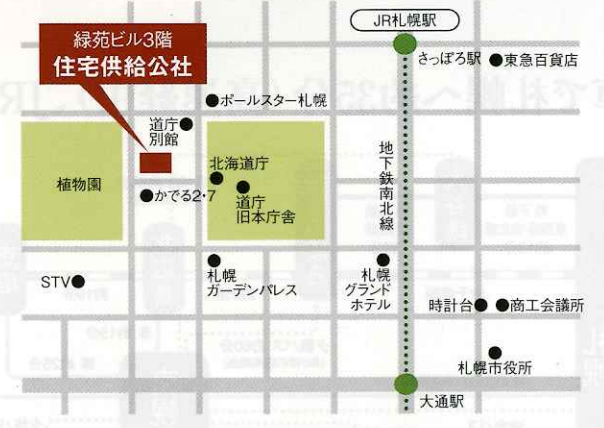 JR札幌駅
緑苑ビル3階
住宅供給公社
さっぽろ駅
東急百貨店
ポールスター札幌
道庁
別館
北海道庁
植物園
かでる2・7
道庁
旧本庁舎
地下鉄南北線
STV
札幌
ガーデンパレス
札幌
グランド
ホテル
時計台
商工会議所
札幌市役所
大通駅